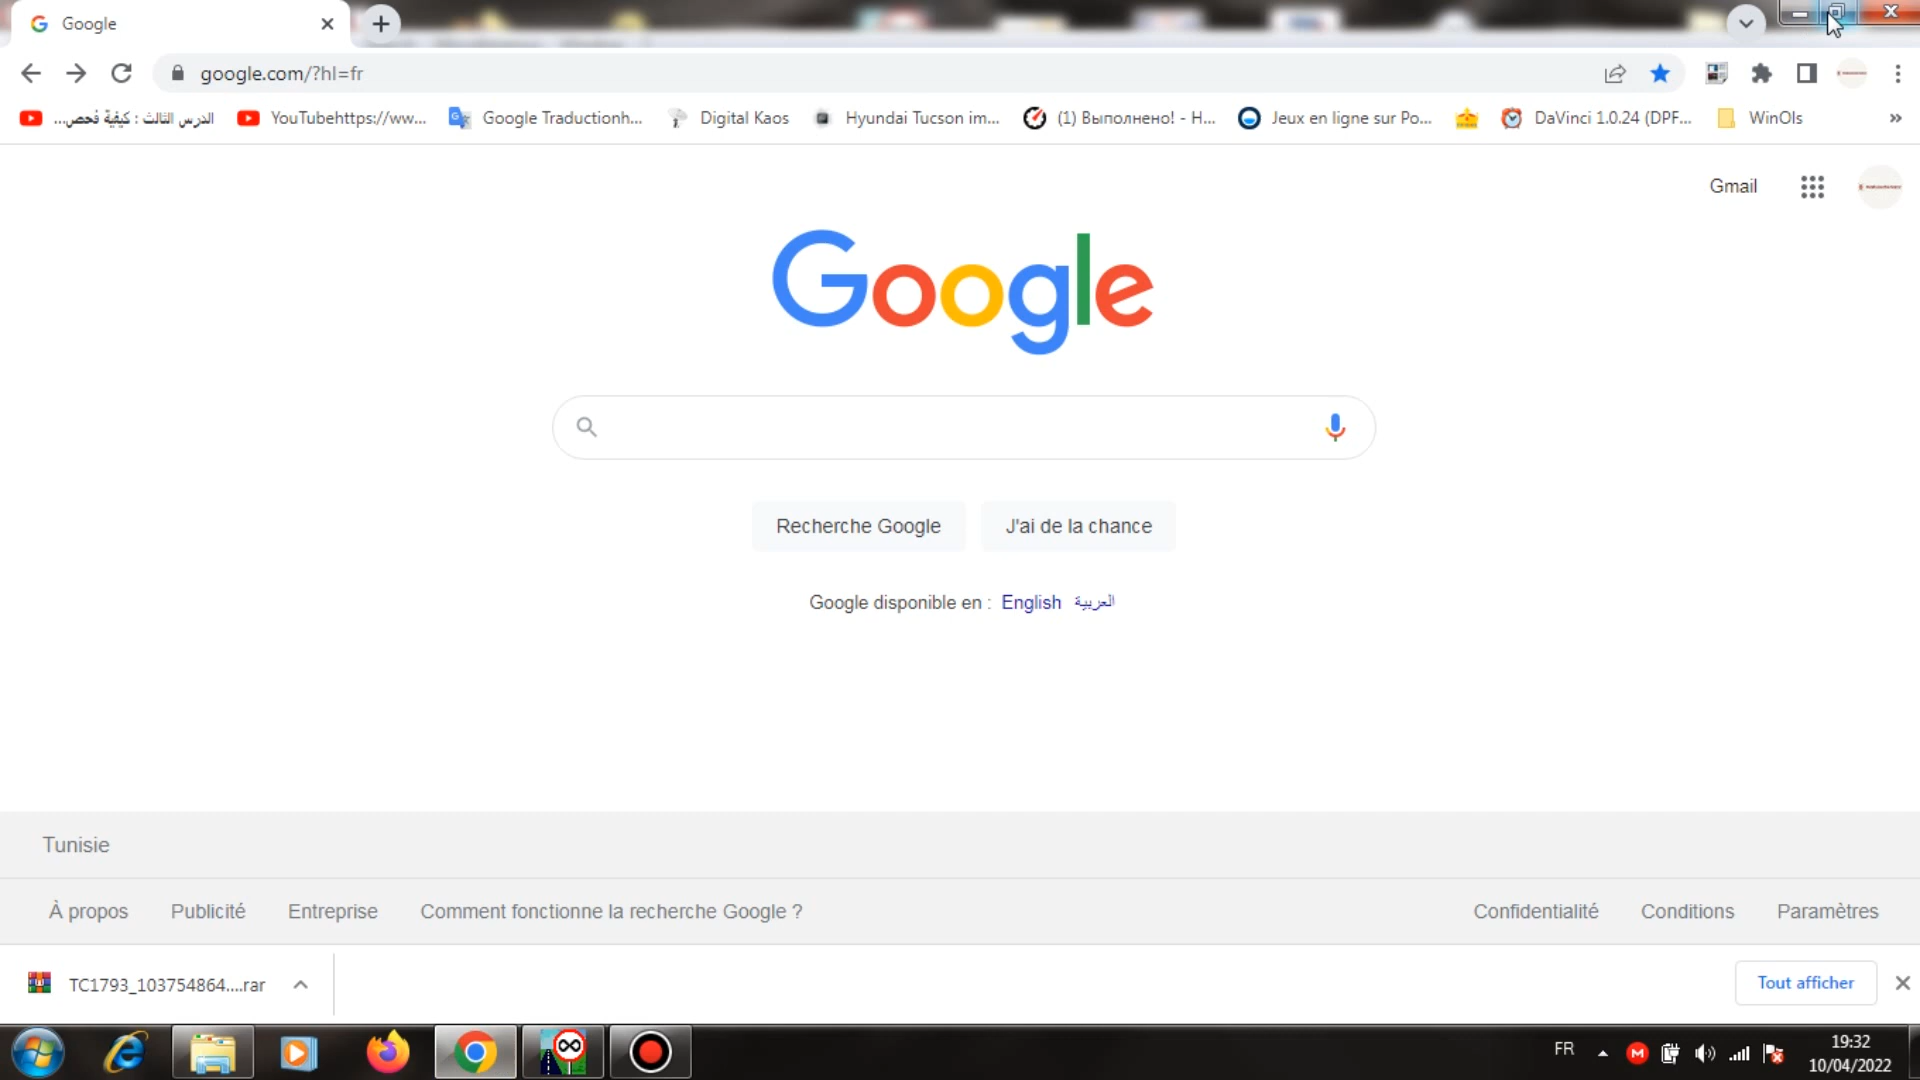 Google
google.com/?hl=fr
الدرس الثالث : كيفية فحص...
YouTubehttps://ww...
Google Traductionh...
Digital Kaos
Hyundai Tucson im...
(1) Выполнено! - Н...
Jeux en ligne sur Po...
DaVinci 1.0.24 (DPF...
WinOls
»
Gmail
Google
Recherche Google
J'ai de la chance
Google disponible en : English العربية
Tunisie
À propos
Publicité
Entreprise
Comment fonctionne la recherche Google ?
Confidentialité
Conditions
Paramètres
TC1793_103754864....rar
Tout afficher
FR
19:32
10/04/2022